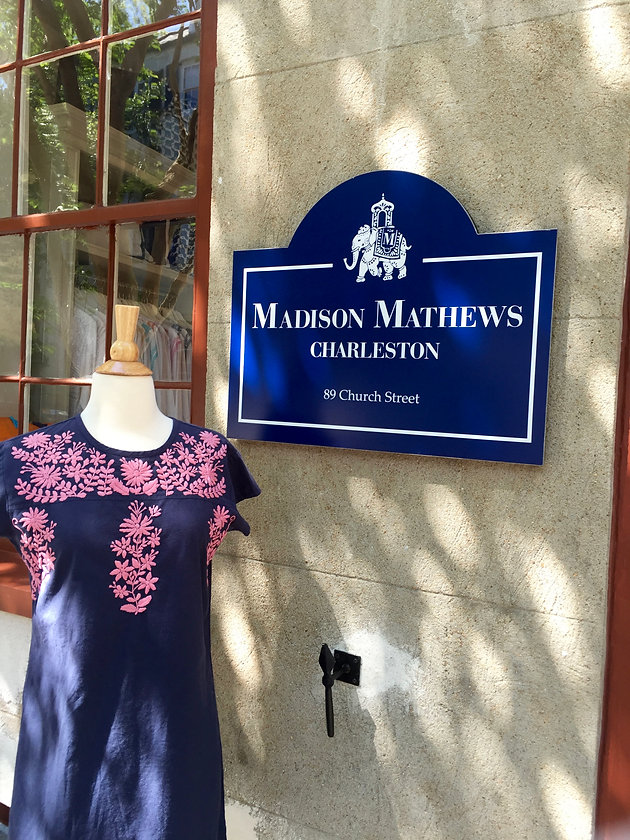 M
MADISON MATHEWS
CHARLESTON
89 Church Street